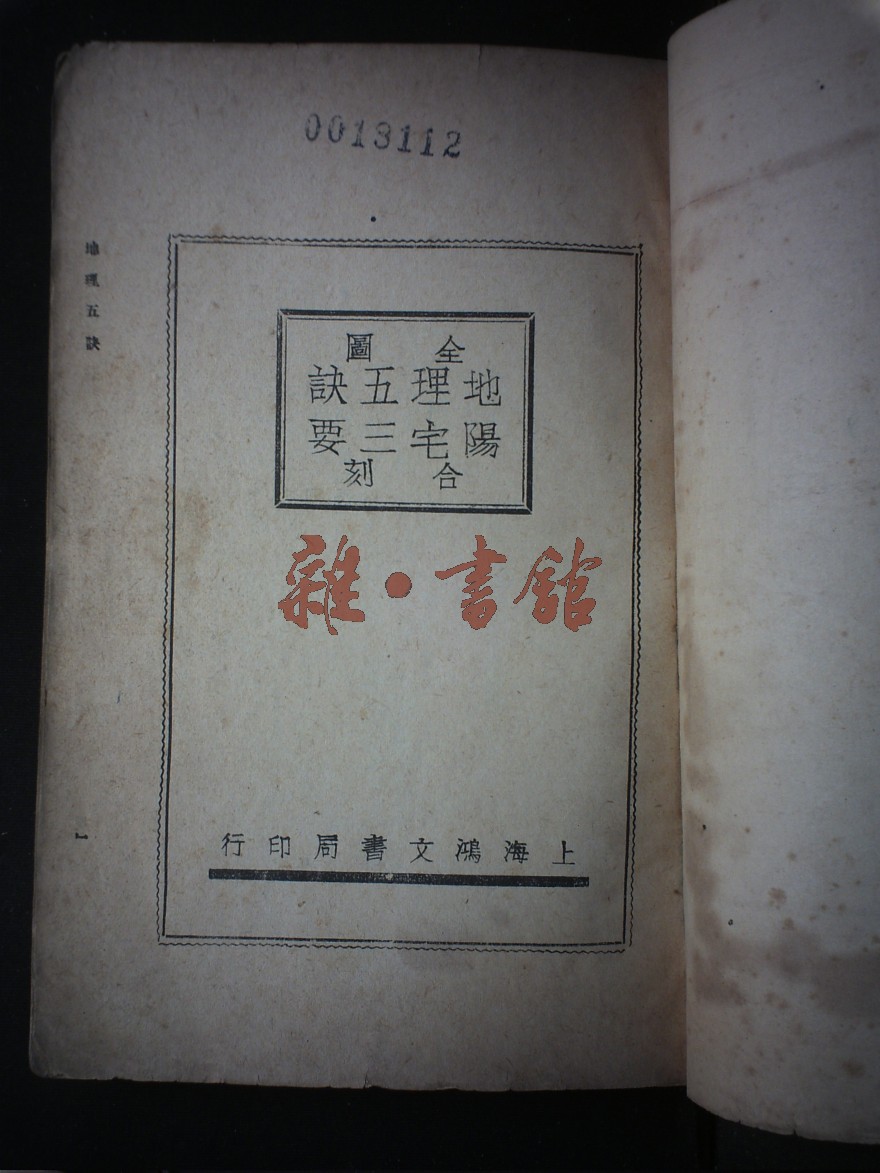 0013112
地理五訣
全圖
地理五訣
陽宅三要
合刻
雜•書館
上海鴻文書局印行